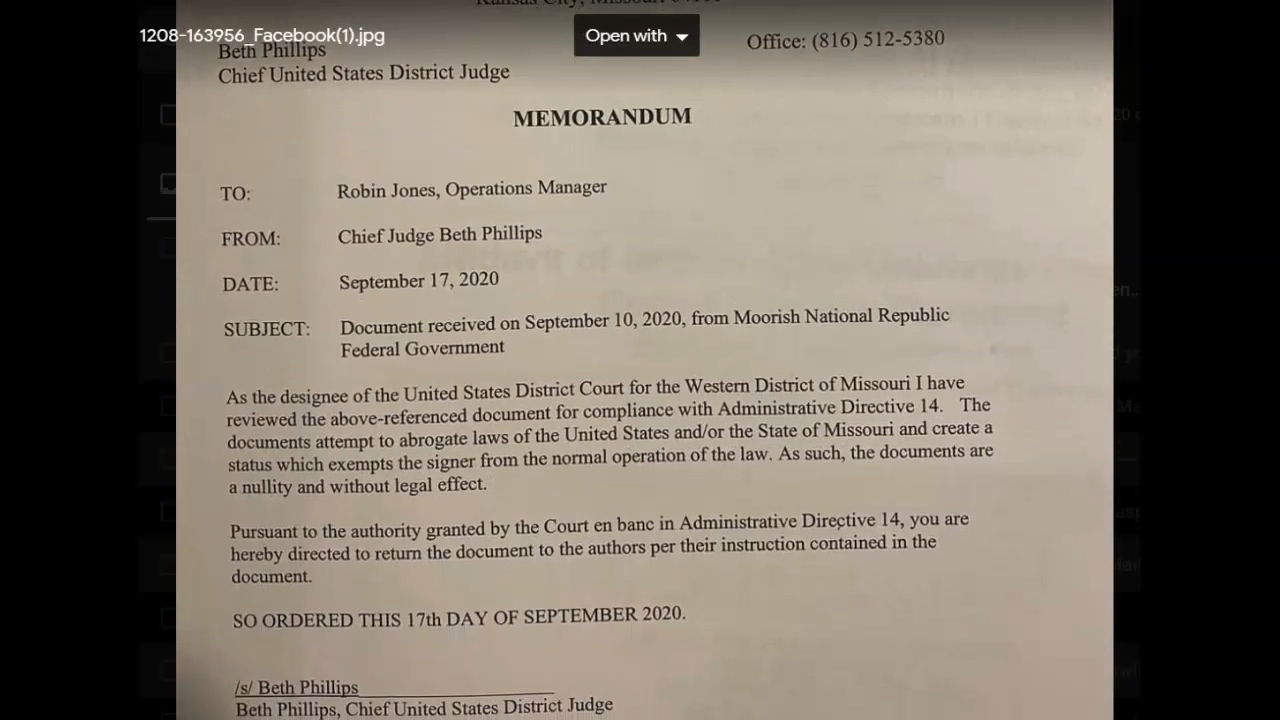 Kansas City, Missouri
1208-163956_Facebook(1).jpg
Open with
Office: (816) 512-5380
Beth Phillips
Chief United States District Judge
MEMORANDUM
TO: Robin Jones, Operations Manager
FROM: Chief Judge Beth Phillips
DATE: September 17, 2020
SUBJECT: Document received on September 10, 2020, from Moorish National Republic
Federal Government
As the designee of the United States District Court for the Western District of Missouri I have
reviewed the above-referenced document for compliance with Administrative Directive 14. The
documents attempt to abrogate laws of the United States and/or the State of Missouri and create a
status which exempts the signer from the normal operation of the law. As such, the documents are
a nullity and without legal effect.
Pursuant to the authority granted by the Court en banc in Administrative Directive 14, you are
hereby directed to return the document to the authors per their instruction contained in the
document.
SO ORDERED THIS 17th DAY OF SEPTEMBER 2020.
/s/ Beth Phillips
Beth Phillips, Chief United States District Judge